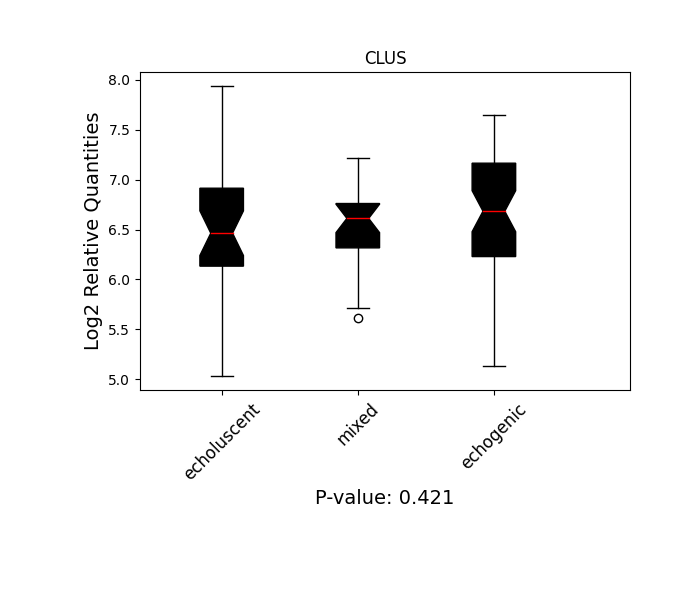 CLUS
Log2 Relative Quantities
8.0
7.5
7.0
6.5
6.0
5.5
5.0
echoluscent
mixed
echogenic
P-value: 0.421